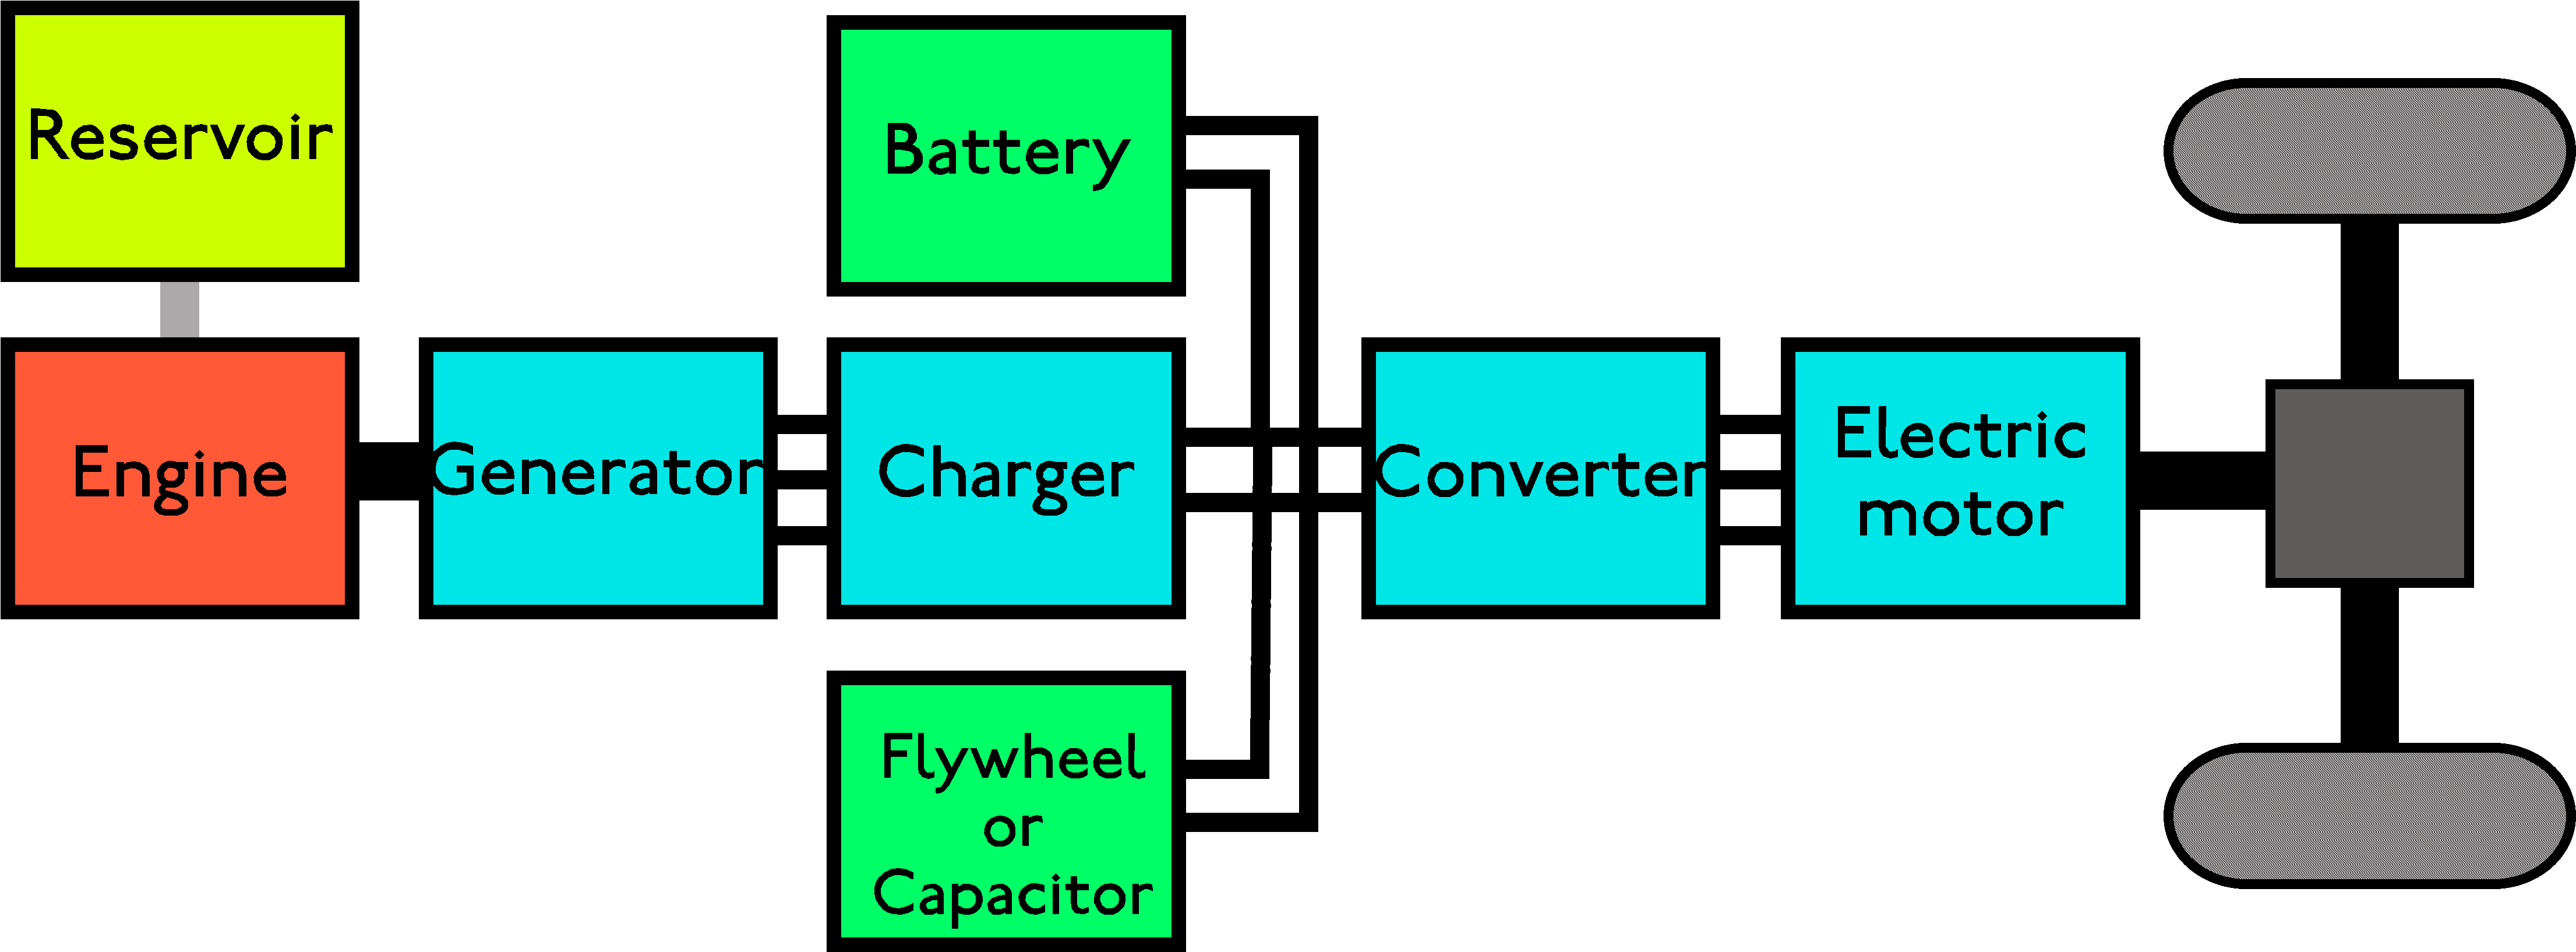 Reservoir
Battery
Engine
Generator
Charger
Converter
Electric
motor
Flywheel
or
Capacitor